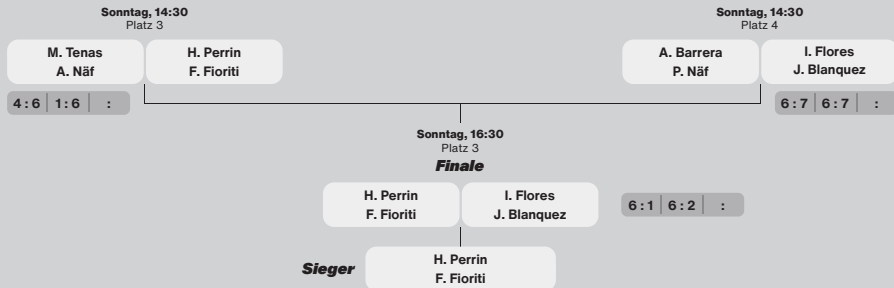 Sonntag, 14:30
Platz 3
M. Tenas
A. Näf
H. Perrin
F. Fioriti
4 : 6 1 : 6 :
Sonntag, 14:30
Platz 4
A. Barrera
P. Näf
I. Flores
J. Blanquez
6 : 7 6 : 7 :
Sonntag, 16:30
Platz 3
Finale
H. Perrin
F. Fioriti
I. Flores
J. Blanquez
6 : 1 6 : 2 :
Sieger
H. Perrin
F. Fioriti